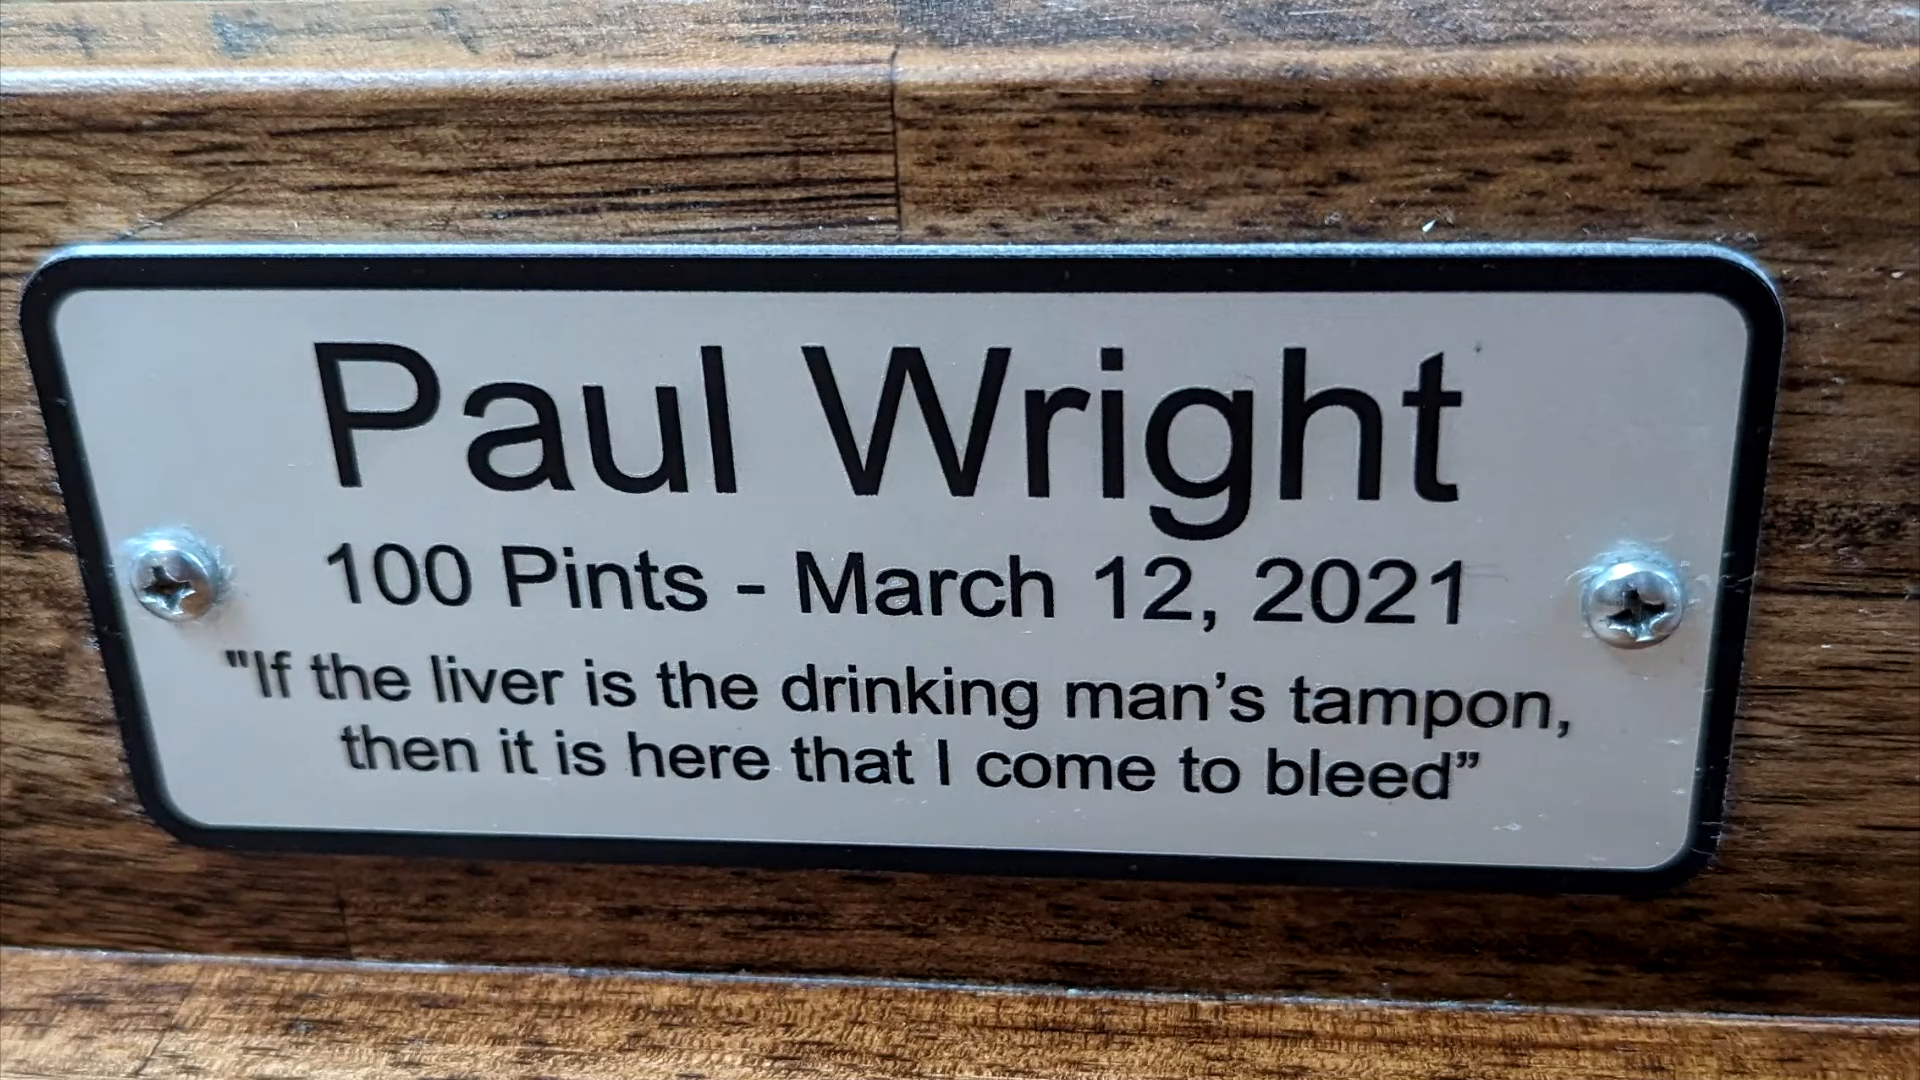 Paul Wright
100 Pints - March 12, 2021
"If the liver is the drinking man’s tampon,
then it is here that I come to bleed”